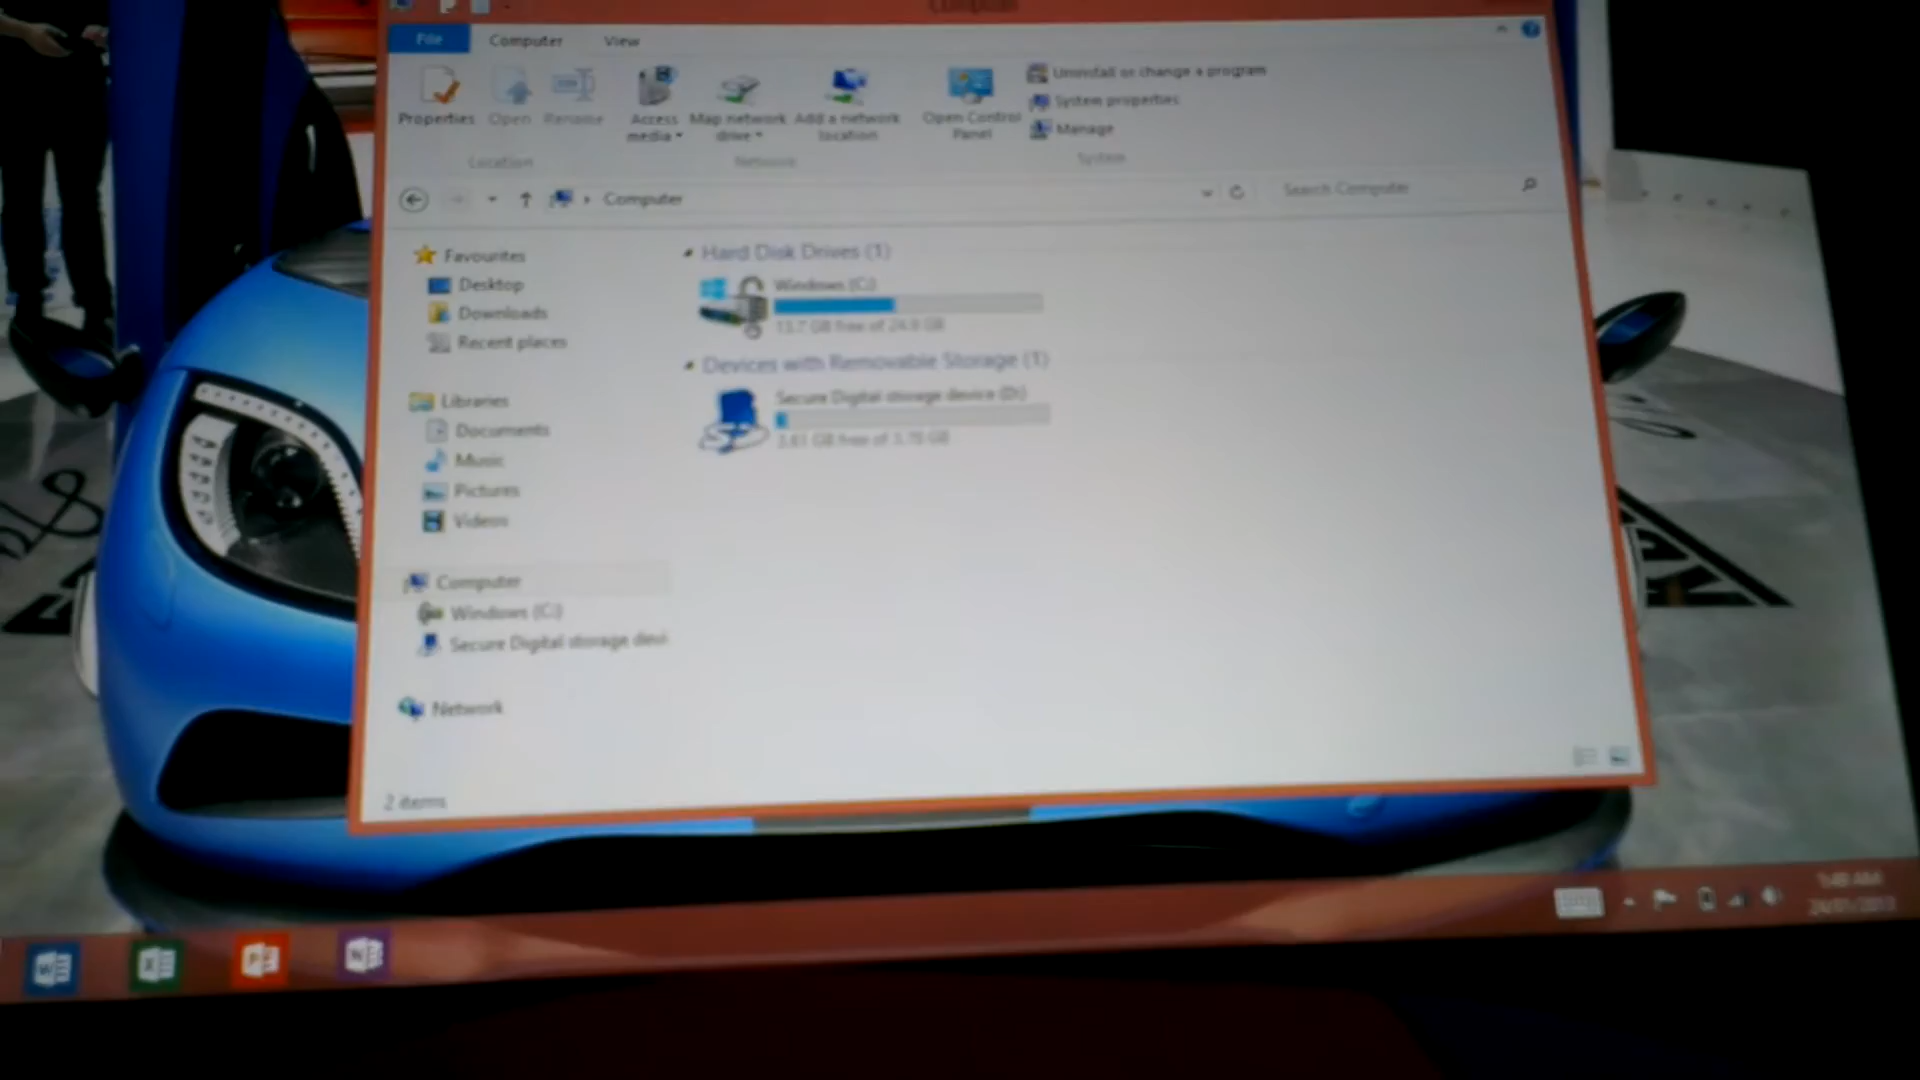 Computer
File Computer View
Properties Open Rename Access media Map network drive Add a network location Open Control Panel
Uninstall or change a program
System properties
Manage
Location Network System
Computer
Search Computer
Favourites
Desktop
Downloads
Recent places
Libraries
Documents
Music
Pictures
Videos
Computer
Windows (C:)
Secure Digital storage devi
Network
Hard Disk Drives (1)
Windows (C:)
13.7 GB free of 24.9 GB
Devices with Removable Storage (1)
Secure Digital storage device (D:)
3.61 GB free of 3.78 GB
2 items